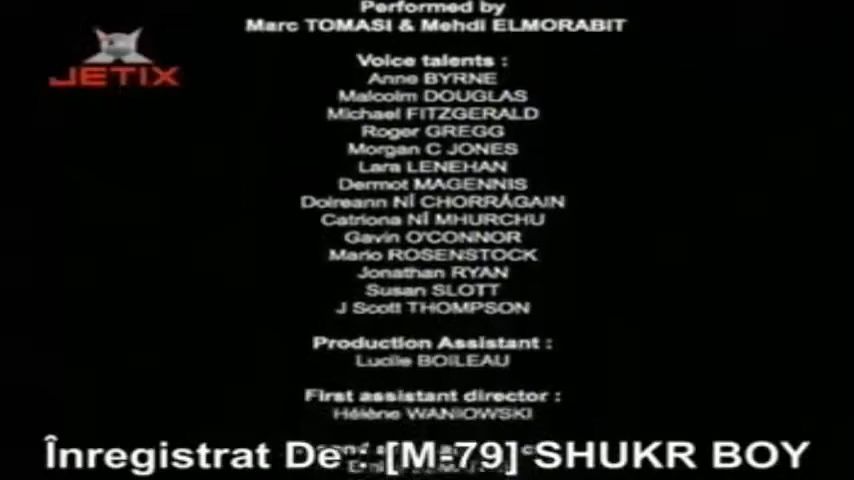 Performed by
Marc TOMASI & Mehdi ELMORABIT
JETIX
Voice talents :
Anne BYRNE
Malcolm DOUGLAS
Michael FITZGERALD
Roger GREGG
Morgan C JONES
Lara LENEHAN
Dermot MAGENNIS
Doireann NÍ CHORRÁGAIN
Catriona NÍ MHURCHU
Gavin O'CONNOR
Mario ROSENSTOCK
Jonathan RYAN
Susan SLOTT
J Scott THOMPSON
Production Assistant :
Lucile BOILEAU
First assistant director :
Hélène WANIOWSKI
Înregistrat De : .[M-79] SHUKR BOY